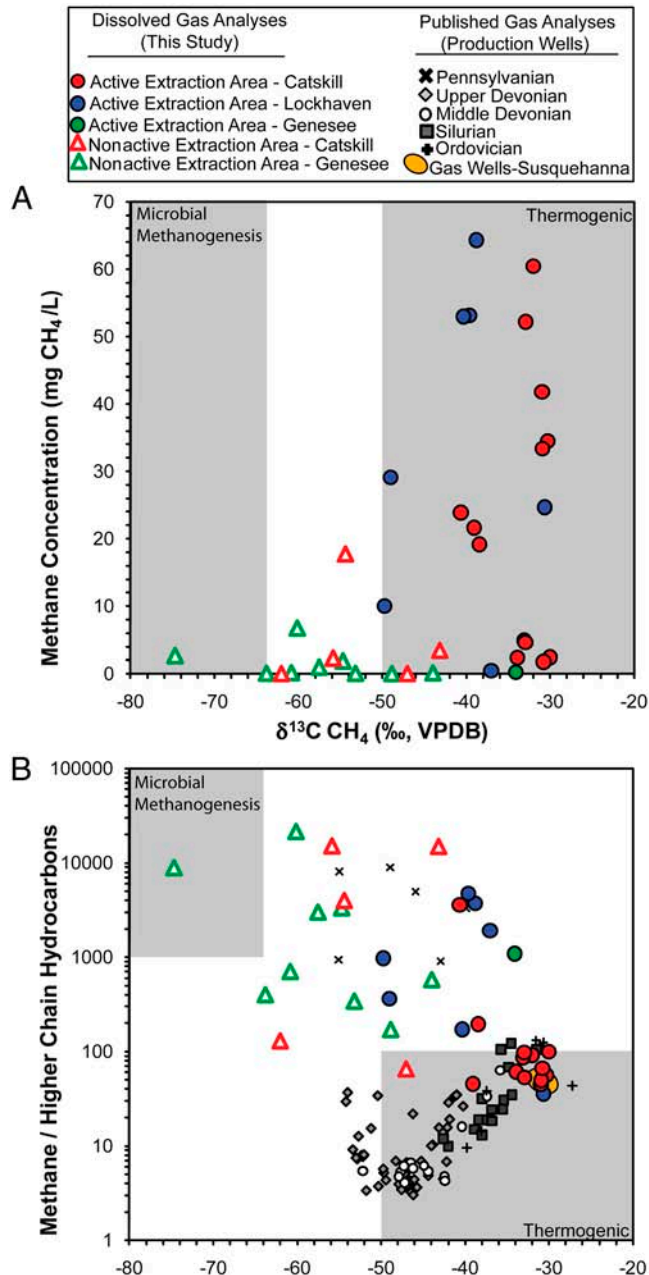 Dissolved Gas Analyses
(This Study)
Active Extraction Area - Catskill
Active Extraction Area - Lockhaven
Active Extraction Area - Genesee
Nonactive Extraction Area - Catskill
Nonactive Extraction Area - Genesee
Published Gas Analyses
(Production Wells)
Pennsylvanian
Upper Devonian
Middle Devonian
Silurian
Ordovician
Gas Wells-Susquehanna
A
Microbial
Methanogenesis
Thermogenic
Methane Concentration (mg CH₄/L)
70
60
50
40
30
20
10
0
-80 -70 -60 -50 -40 -30 -20
δ¹³C CH₄ (‰, VPDB)
B
Microbial
Methanogenesis
Thermogenic
Methane / Higher Chain Hydrocarbons
100000
10000
1000
100
10
1
-80 -70 -60 -50 -40 -30 -20